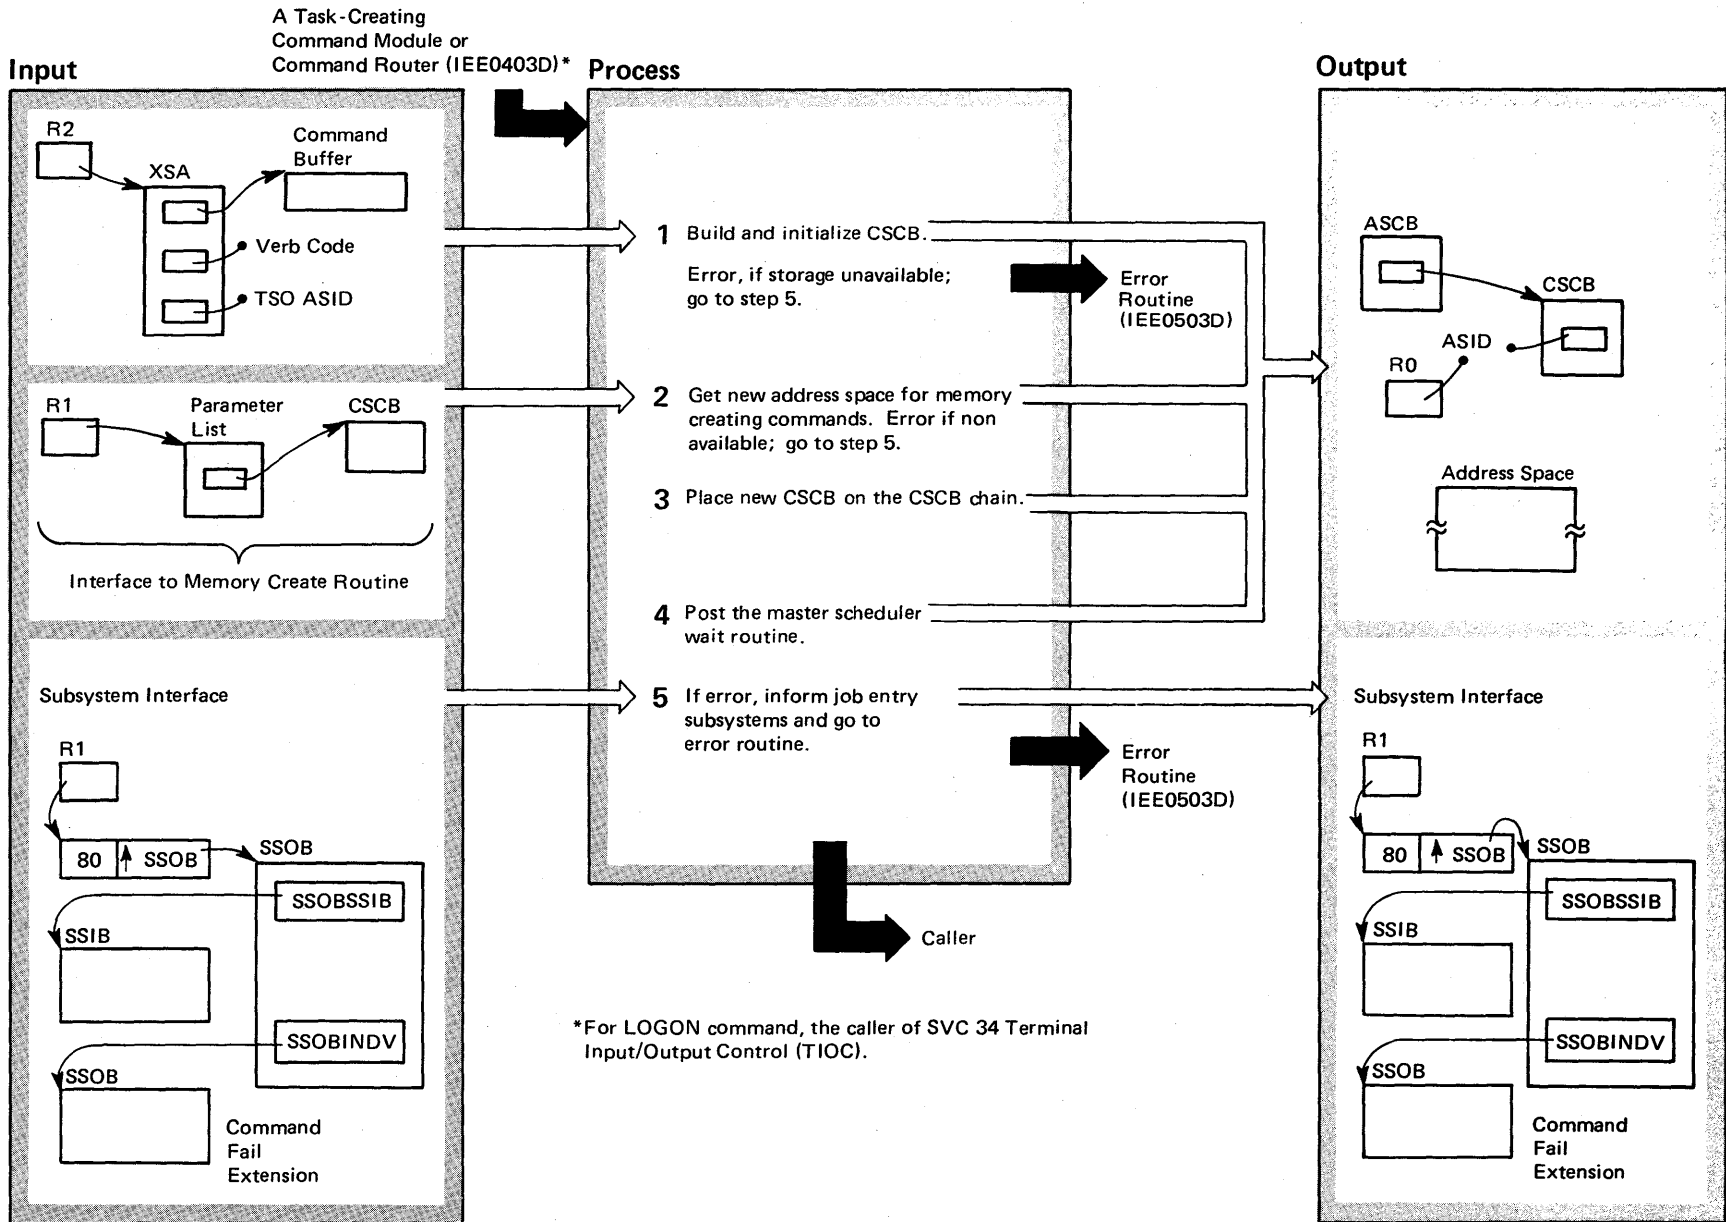 A Task-Creating
Command Module or
Command Router (IEE0403D)*
Input
Process
Output
R2
XSA
Command
Buffer
Verb Code
TSO ASID
R1
Parameter
List
CSCB
Interface to Memory Create Routine
Subsystem Interface
R1
80
SSOB
SSOB
SSOBSSIB
SSIB
SSOBINDV
SSOB
Command
Fail
Extension
1 Build and initialize CSCB.
Error, if storage unavailable;
go to step 5.
Error
Routine
(IEE0503D)
2 Get new address space for memory
creating commands. Error if non
available; go to step 5.
3 Place new CSCB on the CSCB chain.
4 Post the master scheduler
wait routine.
5 If error, inform job entry
subsystems and go to
error routine.
Error
Routine
(IEE0503D)
Caller
*For LOGON command, the caller of SVC 34 Terminal
Input/Output Control (TIOC).
ASCB
CSCB
ASID
R0
Address Space
Subsystem Interface
R1
80
SSOB
SSOB
SSOBSSIB
SSIB
SSOBINDV
SSOB
Command
Fail
Extension